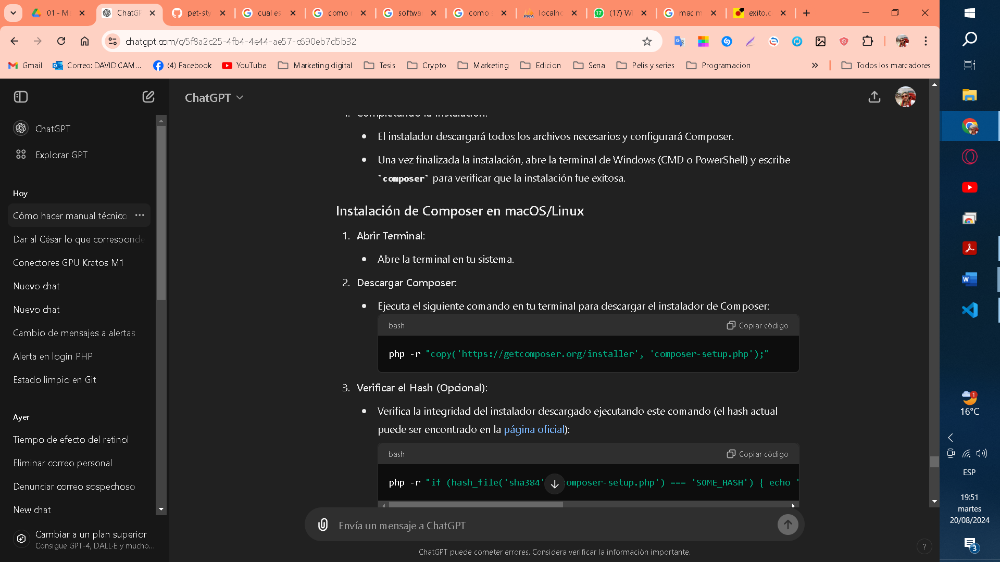 01 - M
ChatGP
pet-sty
cual es
como
softwar
como s
localho
(17) W
mac m
exito.c
chatgpt.com/c/5f8a2c25-4fb4-4e44-ae57-c690eb7d5b32
Gmail
Correo: DAVID CAM...
(4) Facebook
YouTube
Marketing digital
Tesis
Crypto
Marketing
Edicion
Sena
Pelis y series
Programacion
Todos los marcadores
ChatGPT
Explorar GPT
Hoy
Cómo hacer manual técnico
Dar al César lo que corresponde
Conectores GPU Kratos M1
Nuevo chat
Nuevo chat
Cambio de mensajes a alertas
Alerta en login PHP
Estado limpio en Git
Ayer
Tiempo de efecto del retinol
Eliminar correo personal
Denunciar correo sospechoso
New chat
Cambiar a un plan superior
Consigue GPT-4, DALL·E y mucho...
ChatGPT
Completando la instalación:
• El instalador descargará todos los archivos necesarios y configurará Composer.
• Una vez finalizada la instalación, abre la terminal de Windows (CMD o PowerShell) y escribe
`composer` para verificar que la instalación fue exitosa.
Instalación de Composer en macOS/Linux
1. Abrir Terminal:
• Abre la terminal en tu sistema.
2. Descargar Composer:
• Ejecuta el siguiente comando en tu terminal para descargar el instalador de Composer:
bash
Copiar código
php -r "copy('https://getcomposer.org/installer', 'composer-setup.php');"
3. Verificar el Hash (Opcional):
• Verifica la integridad del instalador descargado ejecutando este comando (el hash actual
puede ser encontrado en la página oficial):
bash
Copiar código
php -r "if (hash_file('sha384' composer-setup.php') === 'SOME_HASH') { echo '
Envía un mensaje a ChatGPT
ChatGPT puede cometer errores. Considera verificar la información importante.
?
1
16°C
ESP
19:51
martes
20/08/2024
3